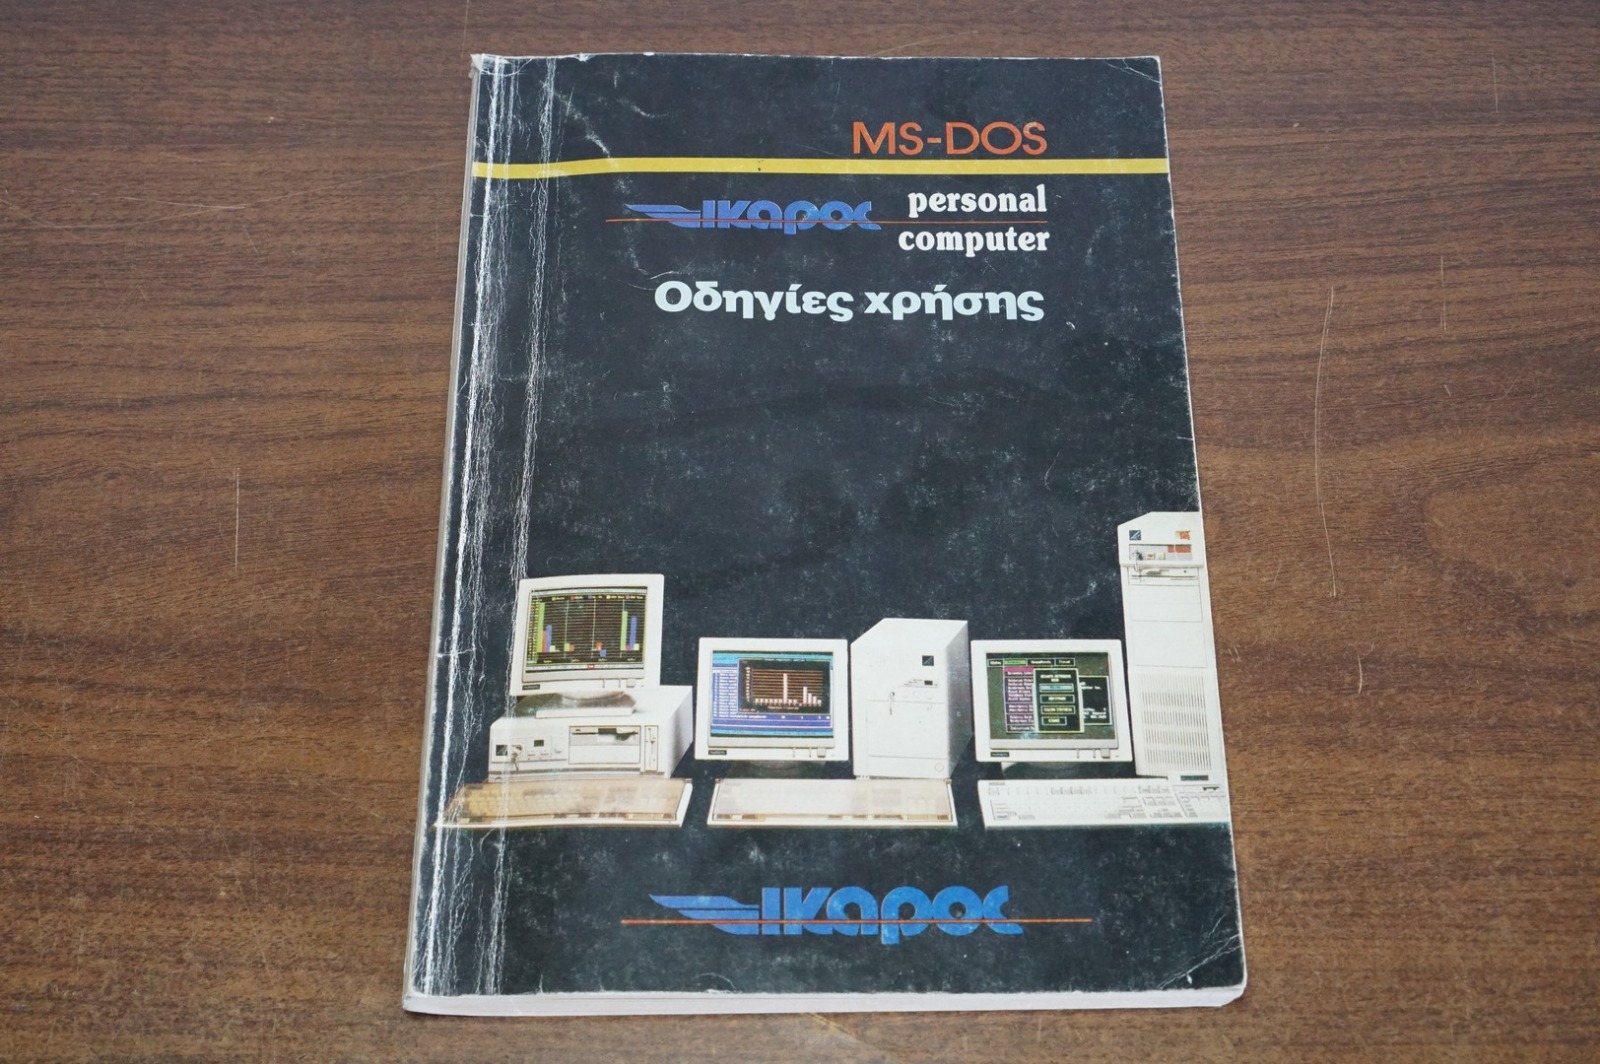 MS-DOS
ικαρος personal
computer
Οδηγίες χρήσης
ικαρος